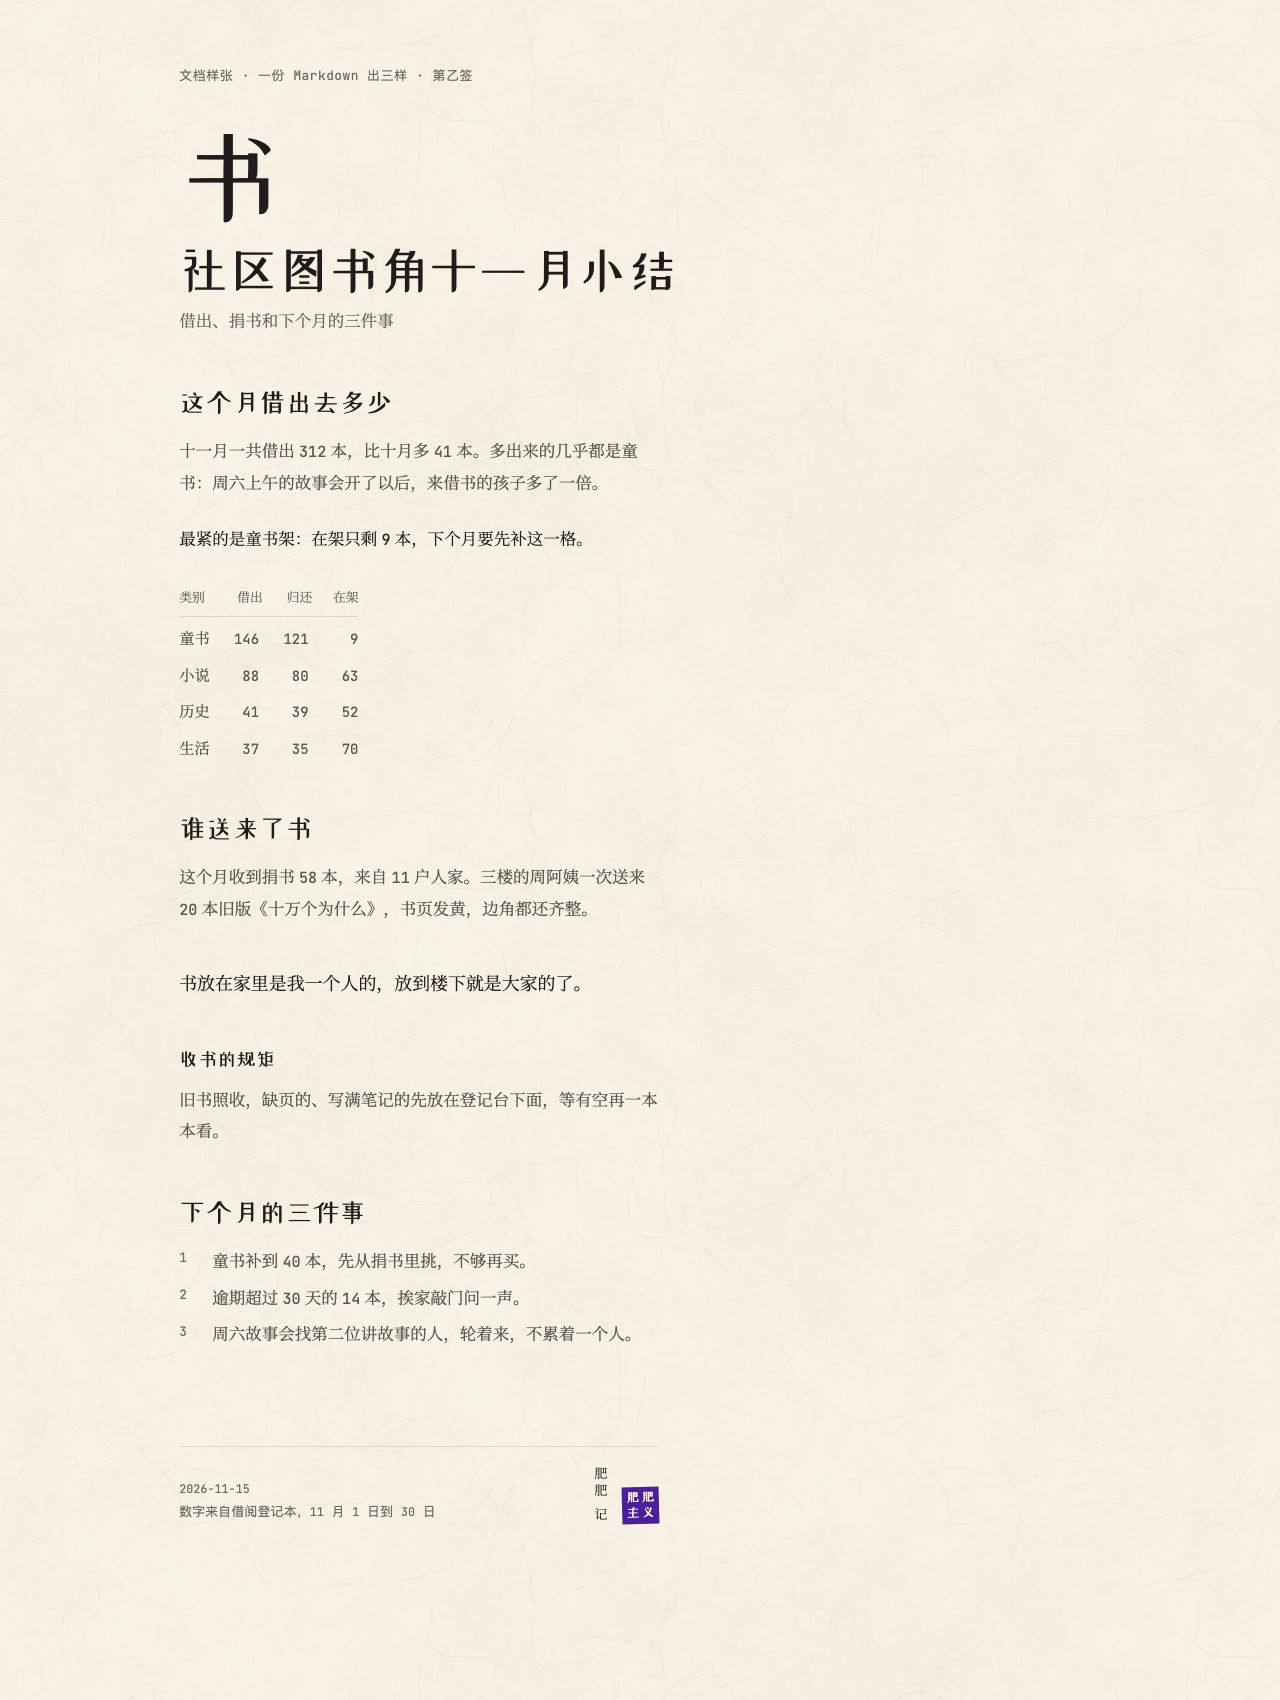 文档样张 · 一份 Markdown 出三样 · 第乙签
书
社区图书角十一月小结
借出、捐书和下个月的三件事
这个月借出去多少
十一月一共借出 312 本，比十月多 41 本。多出来的几乎都是童
书：周六上午的故事会开了以后，来借书的孩子多了一倍。
最紧的是童书架：在架只剩 9 本，下个月要先补这一格。
类别 借出 归还 在架
童书 146 121 9
小说 88 80 63
历史 41 39 52
生活 37 35 70
谁送来了书
这个月收到捐书 58 本，来自 11 户人家。三楼的周阿姨一次送来
20 本旧版《十万个为什么》，书页发黄，边角都还齐整。
书放在家里是我一个人的，放到楼下就是大家的了。
收书的规矩
旧书照收，缺页的、写满笔记的先放在登记台下面，等有空再一本
本看。
下个月的三件事
1 童书补到 40 本，先从捐书里挑，不够再买。
2 逾期超过 30 天的 14 本，挨家敲门问一声。
3 周六故事会找第二位讲故事的人，轮着来，不累着一个人。
2026-11-15
数字来自借阅登记本，11 月 1 日到 30 日
肥肥 记
肥肥
主义